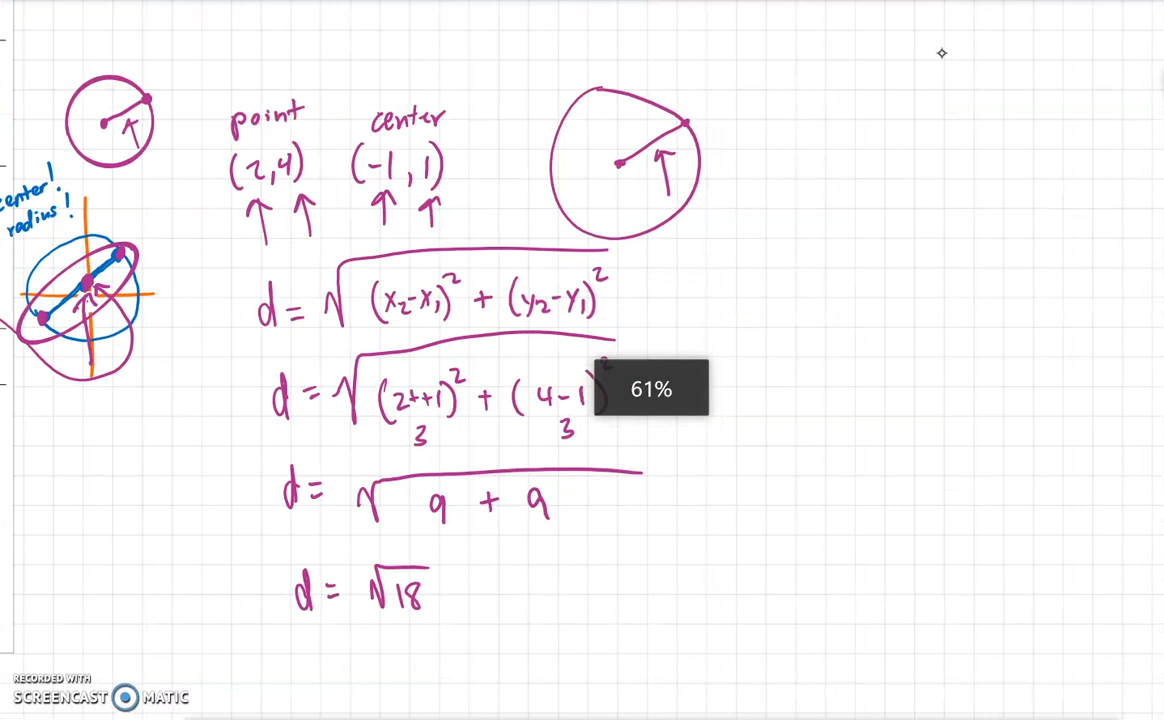 point center
(2,4) (-1,1)
center!
radius!
d = √(x₂-x₁)² + (y₂-y₁)²
d = √(2++1)² + (4-1)²
3 3
61%
d = √9 + 9
d = √18
RECORDED WITH
SCREENCAST MATIC